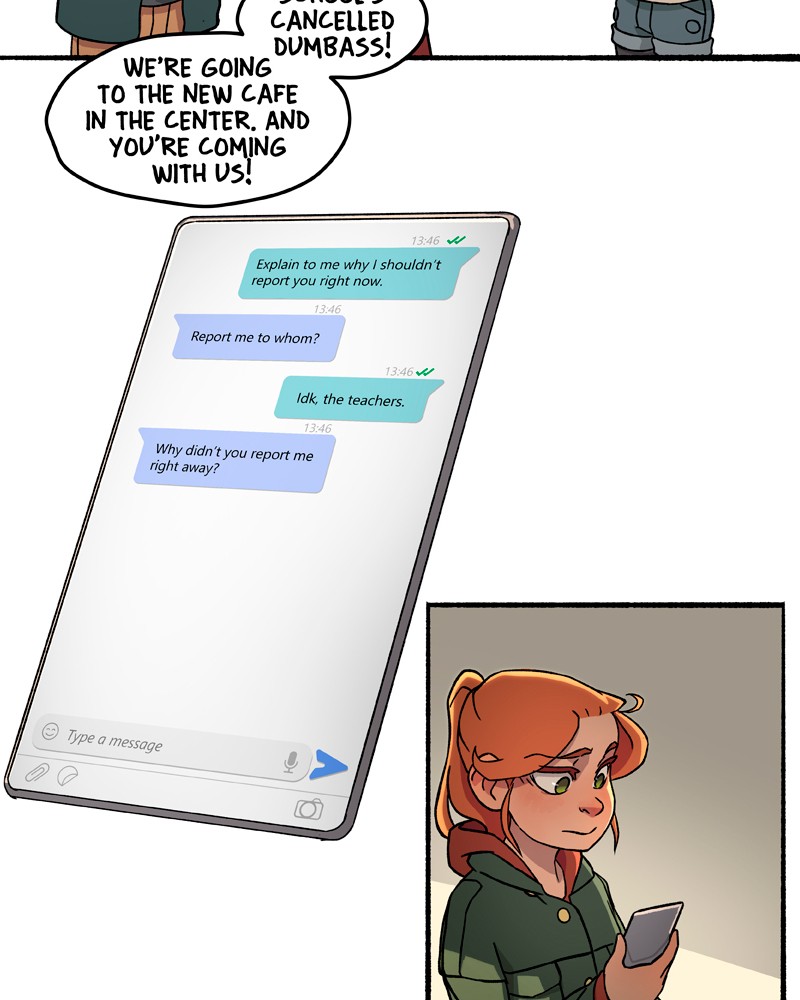 CANCELLED
DUMBASS!
WE'RE GOING
TO THE NEW CAFE
IN THE CENTER. AND
YOU'RE COMING
WITH US!
13:46
Explain to me why I shouldn't
report you right now.
13:46
Report me to whom?
13:46
Idk, the teachers.
13:46
Why didn't you report me
right away?
Type a message